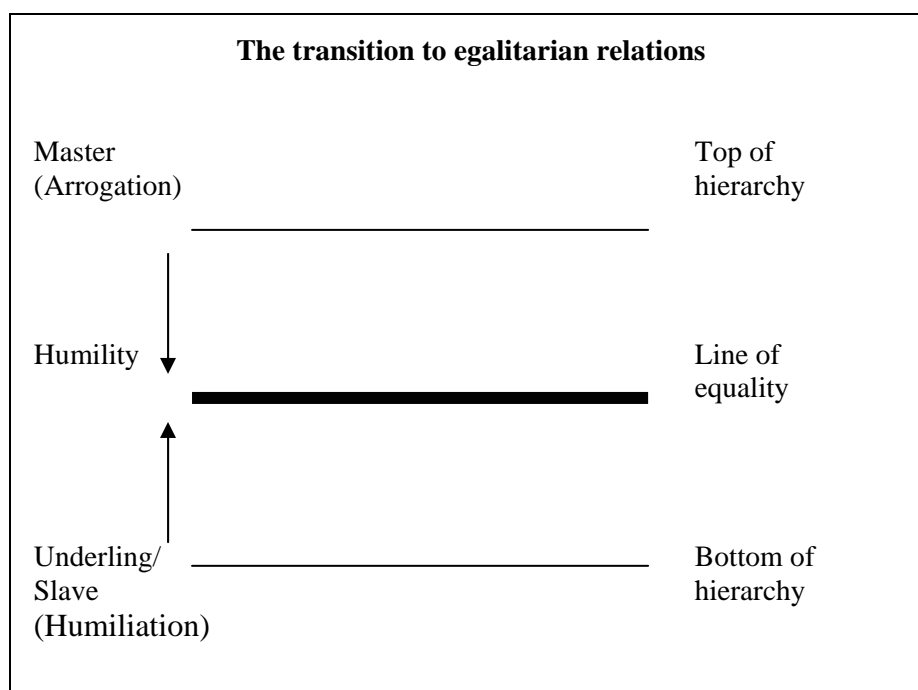 The transition to egalitarian relations
Master
(Arrogation)
Top of
hierarchy
Humility
Line of
equality
Underling/
Slave
(Humiliation)
Bottom of
hierarchy